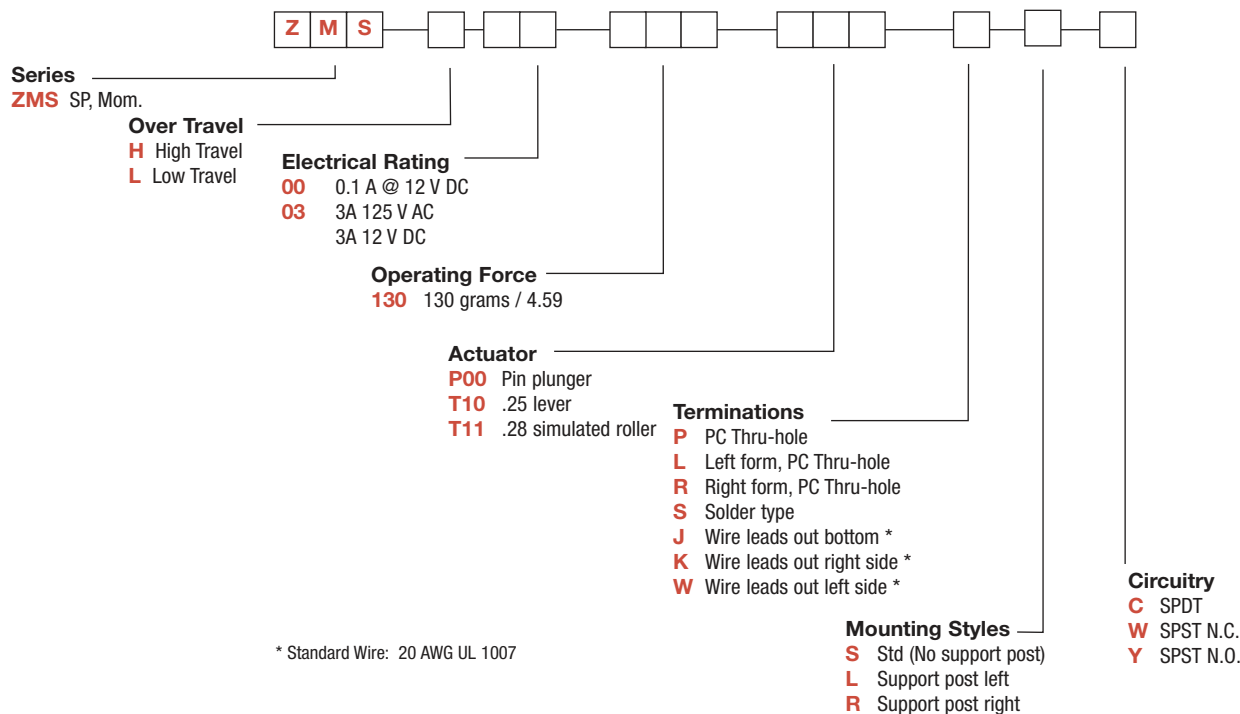 Z M S
Series
ZMS SP, Mom.
Over Travel
H High Travel
L Low Travel
Electrical Rating
00 0.1 A @ 12 V DC
03 3A 125 V AC
3A 12 V DC
Operating Force
130 130 grams / 4.59
Actuator
P00 Pin plunger
T10 .25 lever
T11 .28 simulated roller
Terminations
P PC Thru-hole
L Left form, PC Thru-hole
R Right form, PC Thru-hole
S Solder type
J Wire leads out bottom *
K Wire leads out right side *
W Wire leads out left side *
Mounting Styles
S Std (No support post)
L Support post left
R Support post right
Circuitry
C SPDT
W SPST N.C.
Y SPST N.O.
* Standard Wire: 20 AWG UL 1007